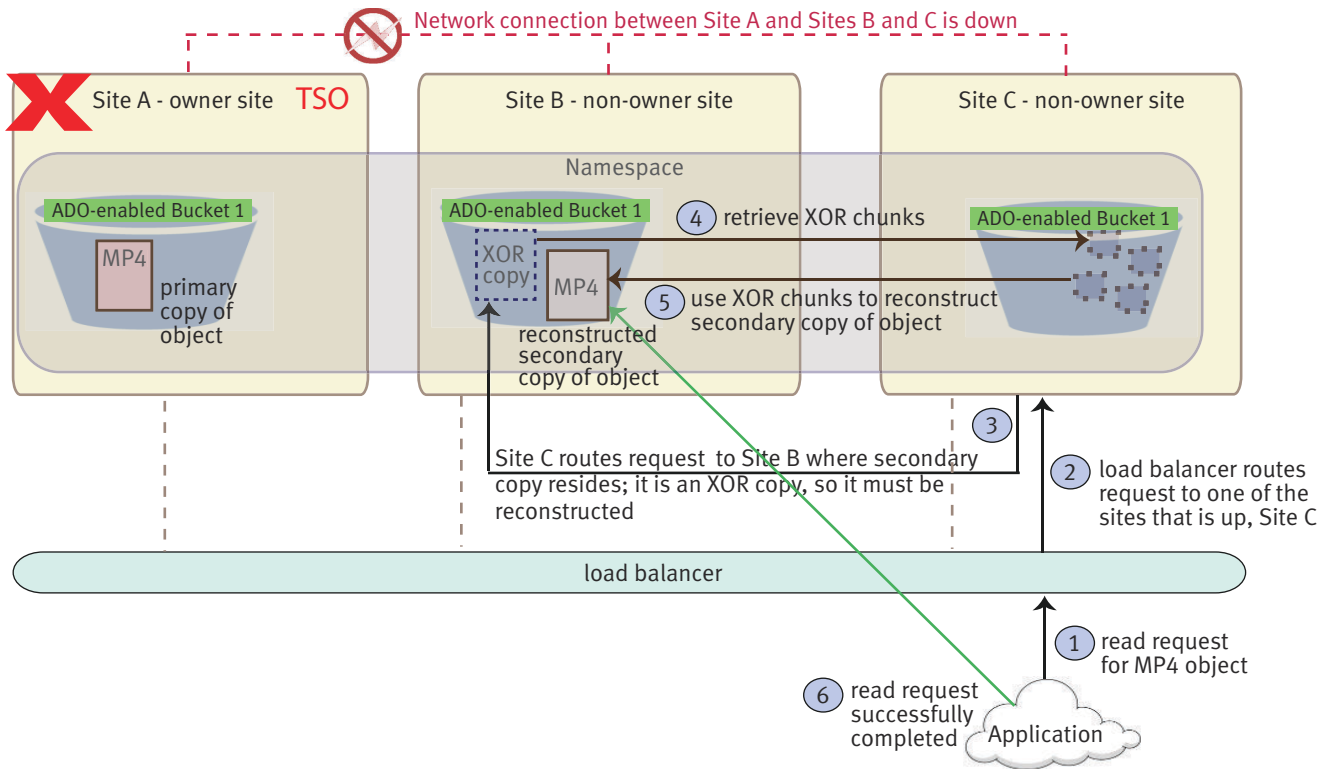 Network connection between Site A and Sites B and C is down
Site A - owner site
TSO
Site B - non-owner site
Site C - non-owner site
Namespace
ADO-enabled Bucket 1
MP4
primary
copy of
object
ADO-enabled Bucket 1
XOR
copy
MP4
reconstructed
secondary
copy of object
4
retrieve XOR chunks
5
use XOR chunks to reconstruct
secondary copy of object
ADO-enabled Bucket 1
3
Site C routes request to Site B where secondary
copy resides; it is an XOR copy, so it must be
reconstructed
2
load balancer routes
request to one of the
sites that is up, Site C
load balancer
1
read request
for MP4 object
6
read request
successfully
completed
Application